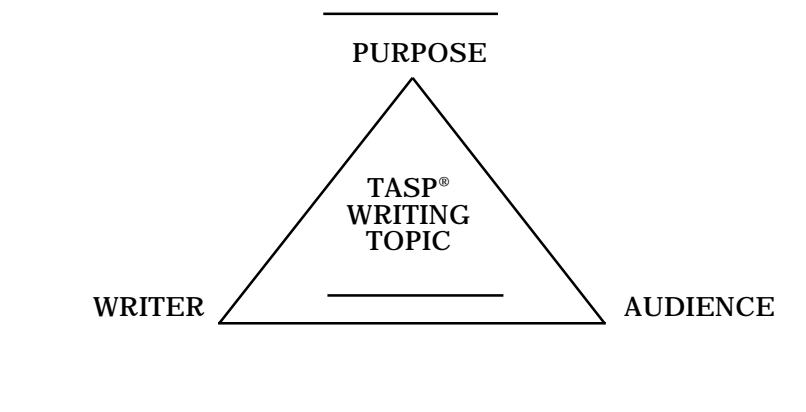 PURPOSE
TASP®
WRITING
TOPIC
WRITER
AUDIENCE